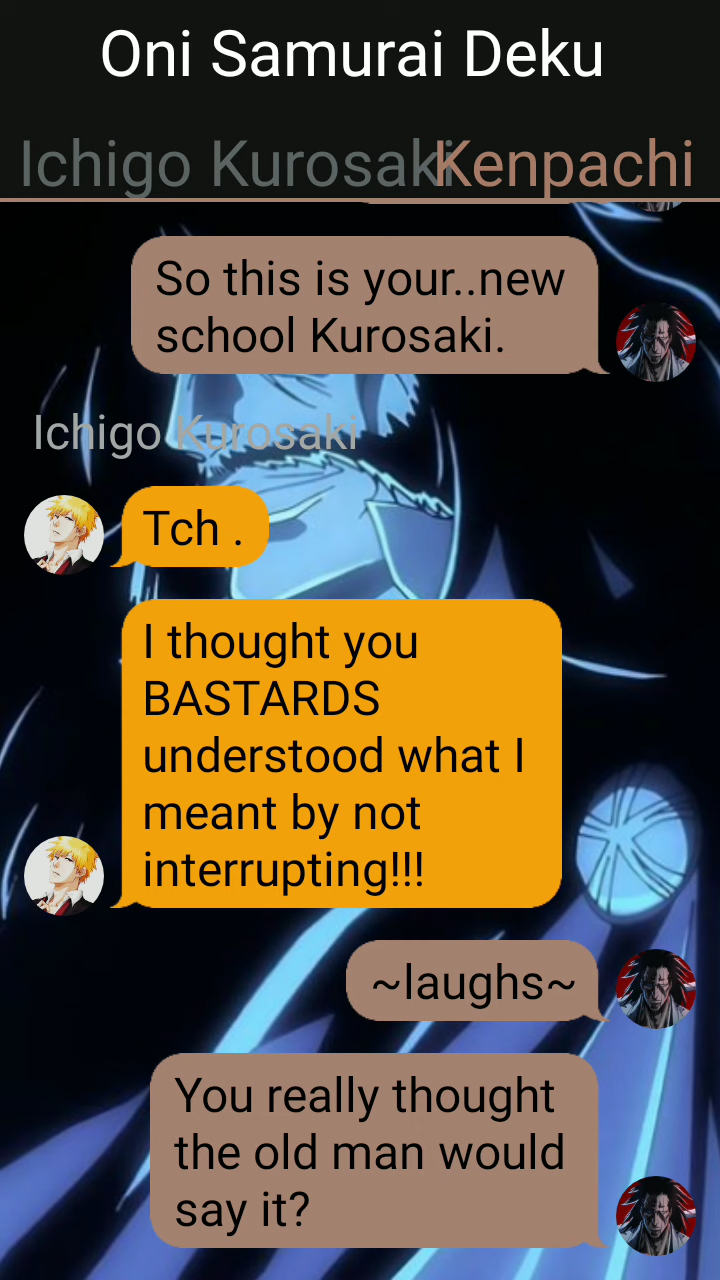 Oni Samurai Deku
Ichigo Kurosaki Kenpachi
So this is your..new
school Kurosaki.
Ichigo Kurosaki
Tch .
I thought you
BASTARDS
understood what I
meant by not
interrupting!!!
~laughs~
You really thought
the old man would
say it?